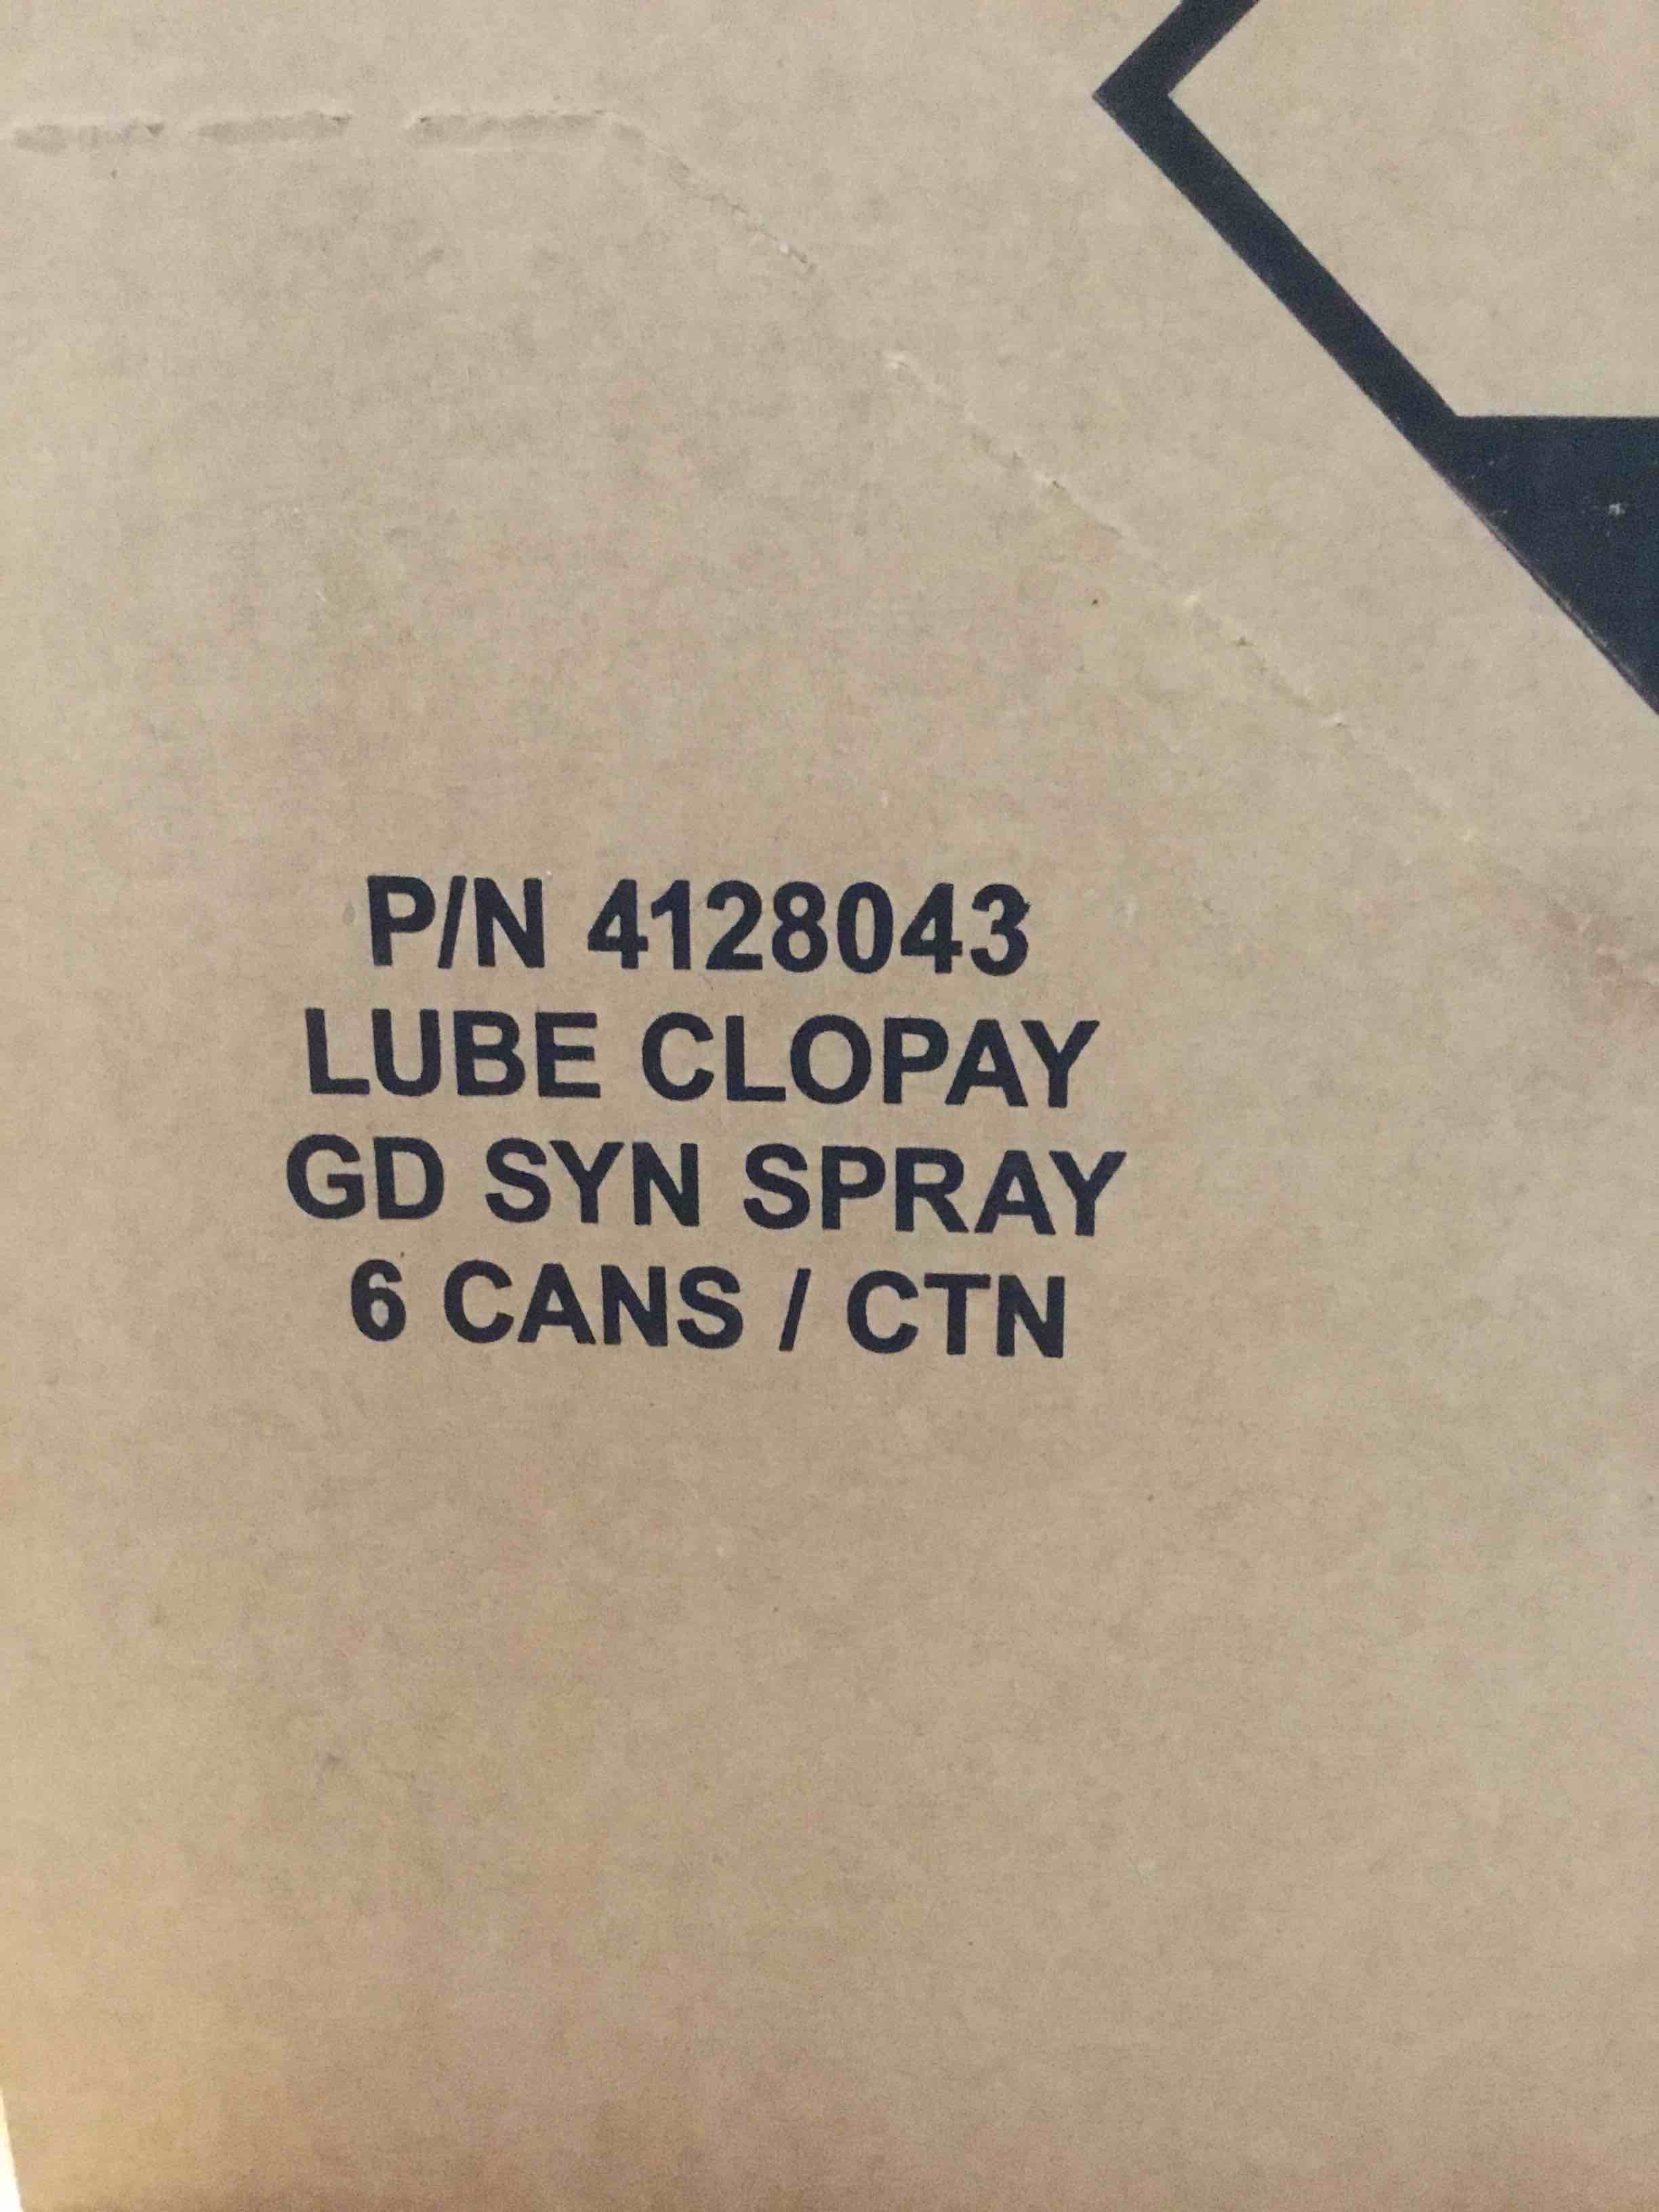 P/N 4128043
LUBE CLOPAY
GD SYN SPRAY
6 CANS / CTN